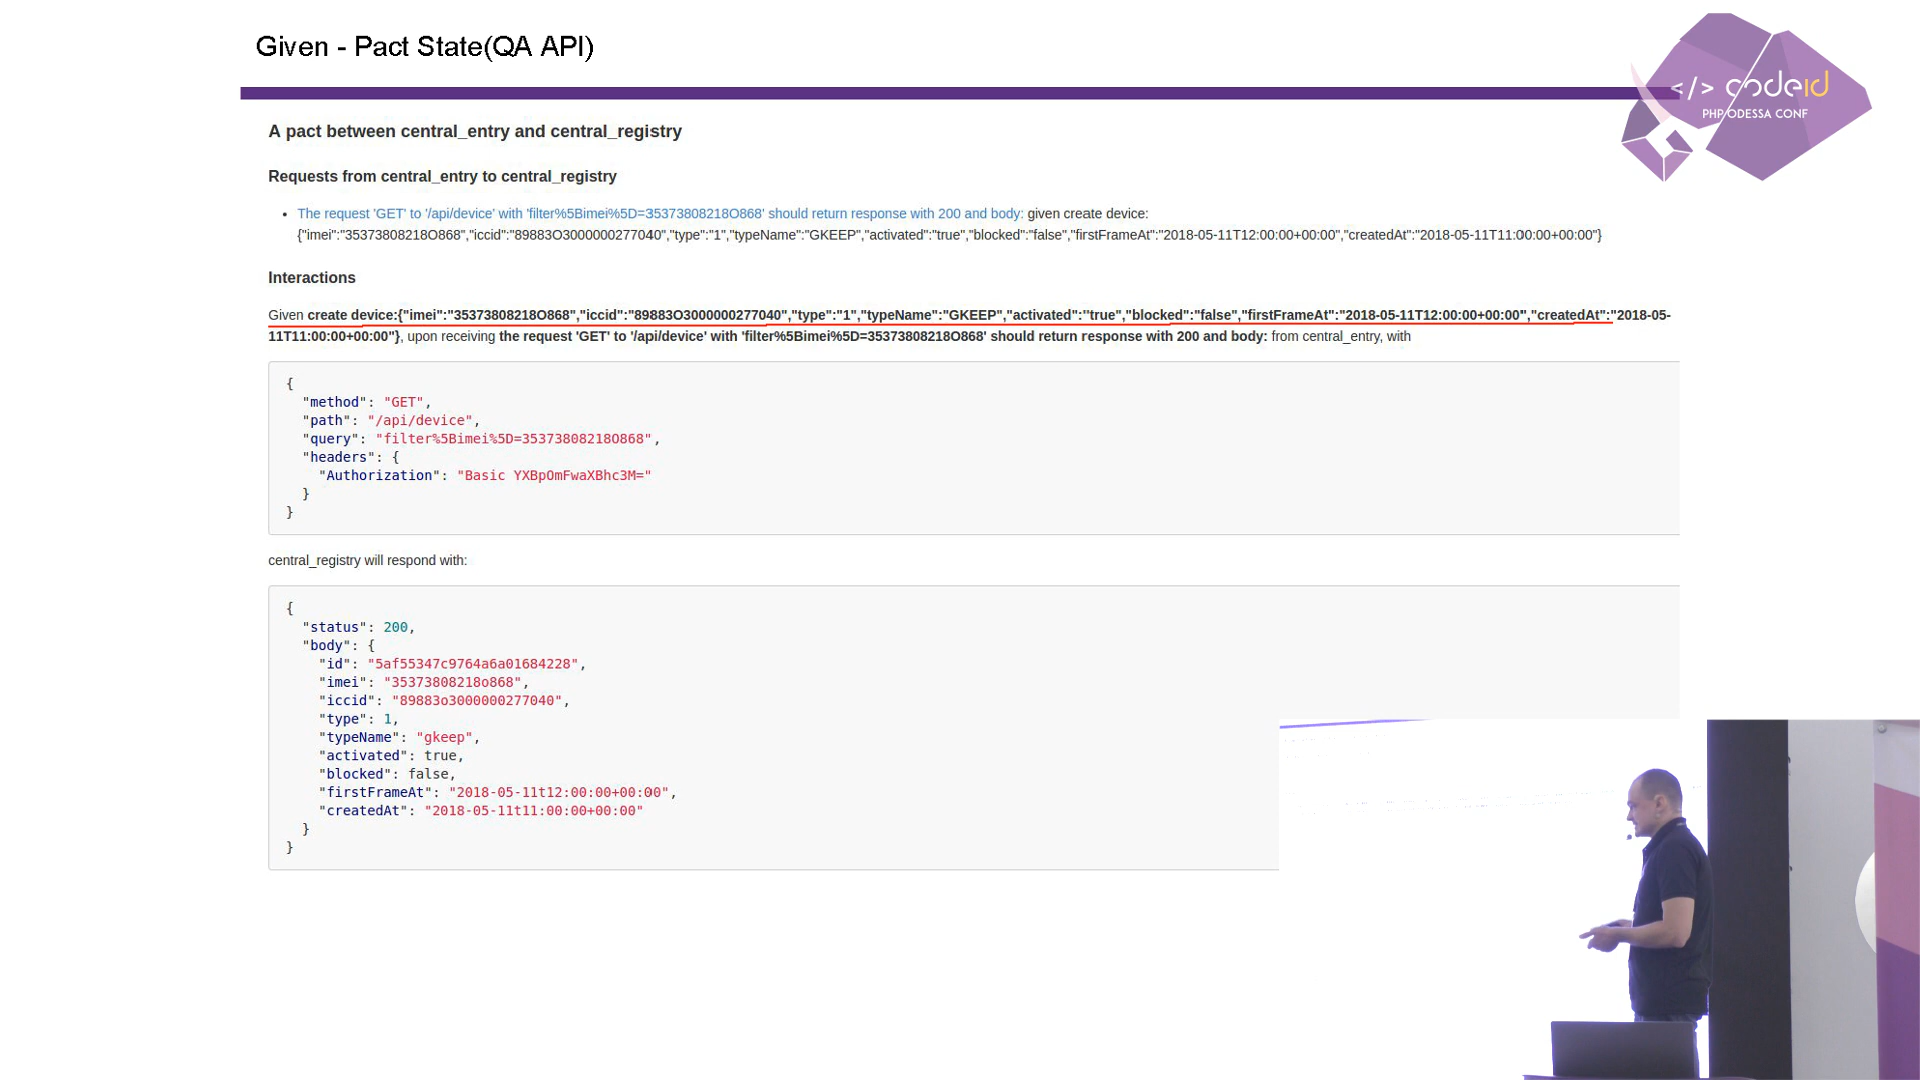 Given - Pact State(QA API)
</> codeid
PHP ODESSA CONF
A pact between central_entry and central_registry
Requests from central_entry to central_registry
• The request 'GET' to '/api/device' with 'filter%5Bimei%5D=35373808218O868' should return response with 200 and body: given create device:
{"imei":"35373808218O868","iccid":"89883O3000000277040","type":"1","typeName":"GKEEP","activated":"true","blocked":"false","firstFrameAt":"2018-05-11T12:00:00+00:00","createdAt":"2018-05-11T11:00:00+00:00"}
Interactions
Given create device:{"imei":"35373808218O868","iccid":"89883O3000000277040","type":"1","typeName":"GKEEP","activated":"true","blocked":"false","firstFrameAt":"2018-05-11T12:00:00+00:00","createdAt":"2018-05-
11T11:00:00+00:00"}, upon receiving the request 'GET' to '/api/device' with 'filter%5Bimei%5D=35373808218O868' should return response with 200 and body: from central_entry, with
{
"method": "GET",
"path": "/api/device",
"query": "filter%5Bimei%5D=35373808218O868",
"headers": {
"Authorization": "Basic YXBpOmFwaXBhc3M="
}
}
central_registry will respond with:
{
"status": 200,
"body": {
"id": "5af55347c9764a6a01684228",
"imei": "35373808218o868",
"iccid": "89883o3000000277040",
"type": 1,
"typeName": "gkeep",
"activated": true,
"blocked": false,
"firstFrameAt": "2018-05-11t12:00:00+00:00",
"createdAt": "2018-05-11t11:00:00+00:00"
}
}